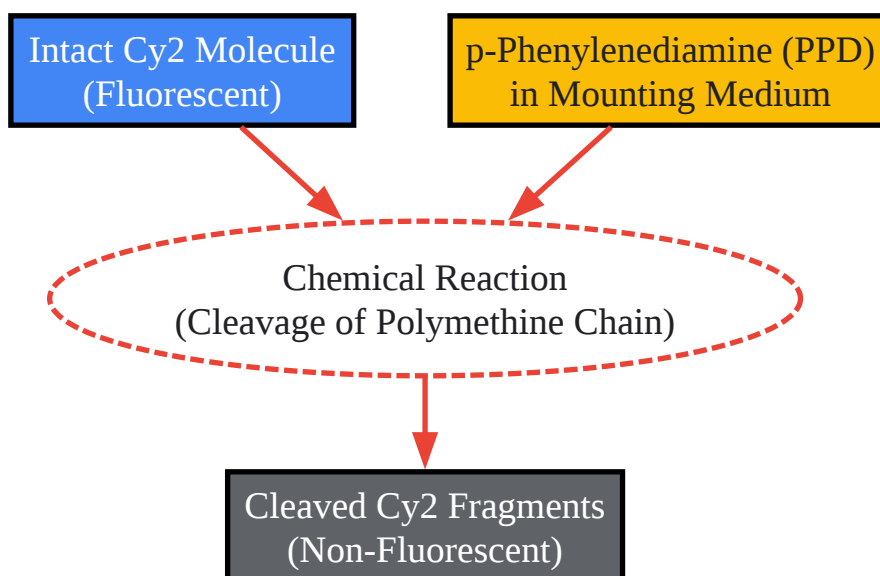 Intact Cy2 Molecule
(Fluorescent)
p-Phenylenediamine (PPD)
in Mounting Medium
Chemical Reaction
(Cleavage of Polymethine Chain)
Cleaved Cy2 Fragments
(Non-Fluorescent)